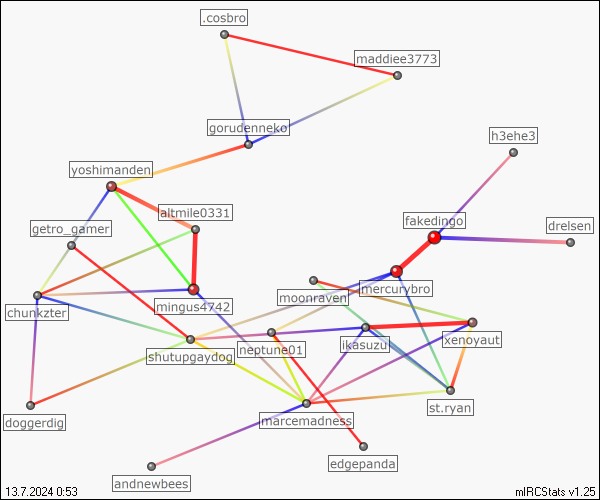 .cosbro
maddiee3773
gorudenneko
h3ehe3
yoshimanden
altmile0331
fakedingo
getro_gamer
drelsen
mercurybro
moonraven
chunkzter
mingus4742
xenoyaut
ikasuzu
neptune01
shutupgaydog
st.ryan
doggerdig
marcemadness
edgepanda
andnewbees
13.7.2024 0:53
mIRCStats v1.25